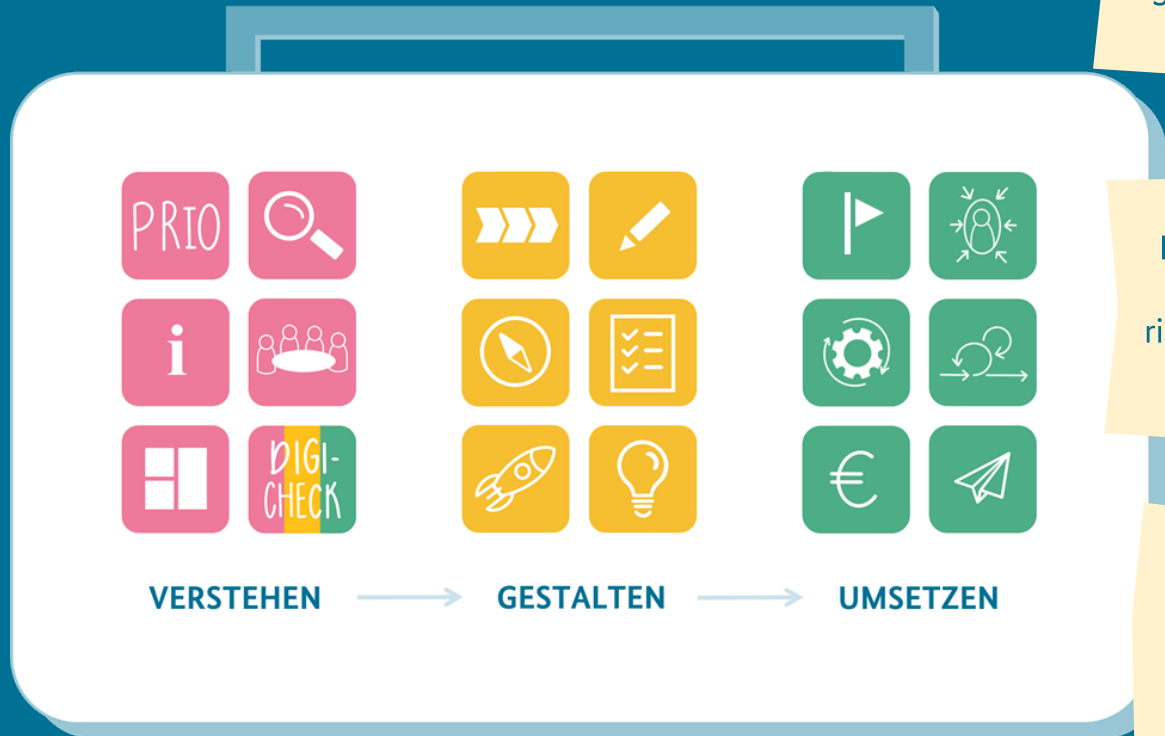 PRIO
i
DIGI-
CHECK
€
VERSTEHEN
GESTALTEN
UMSETZEN